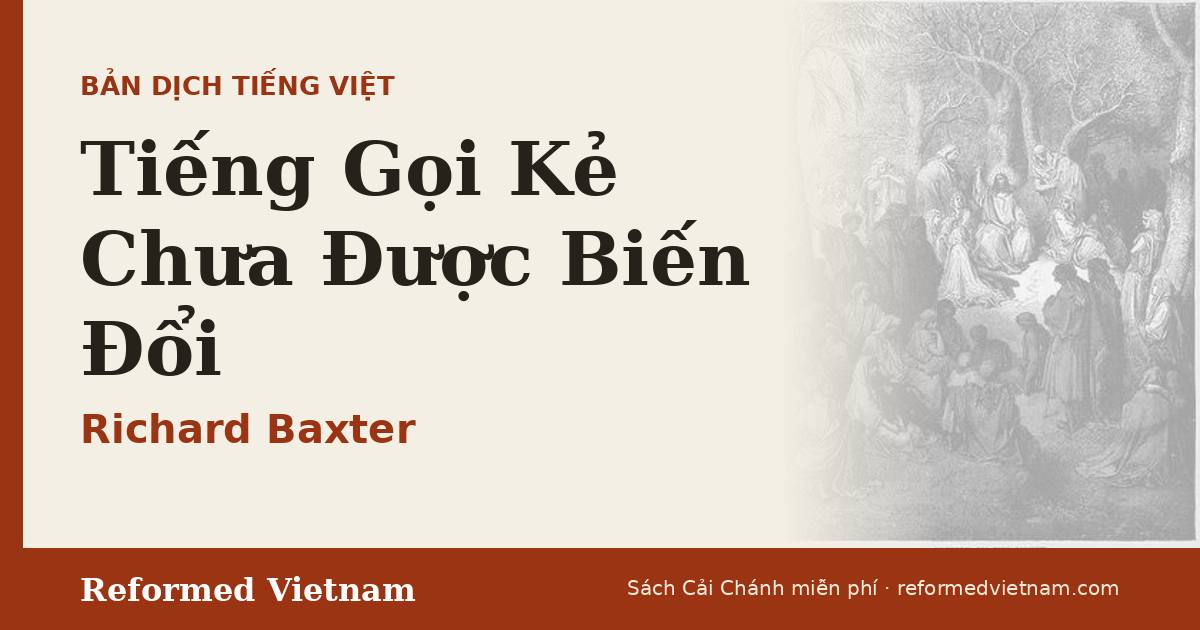 BẢN DỊCH TIẾNG VIỆT
Tiếng Gọi Kẻ
Chưa Được Biến
Đổi
Richard Baxter
Reformed Vietnam
Sách Cải Chánh miễn phí · reformedvietnam.com